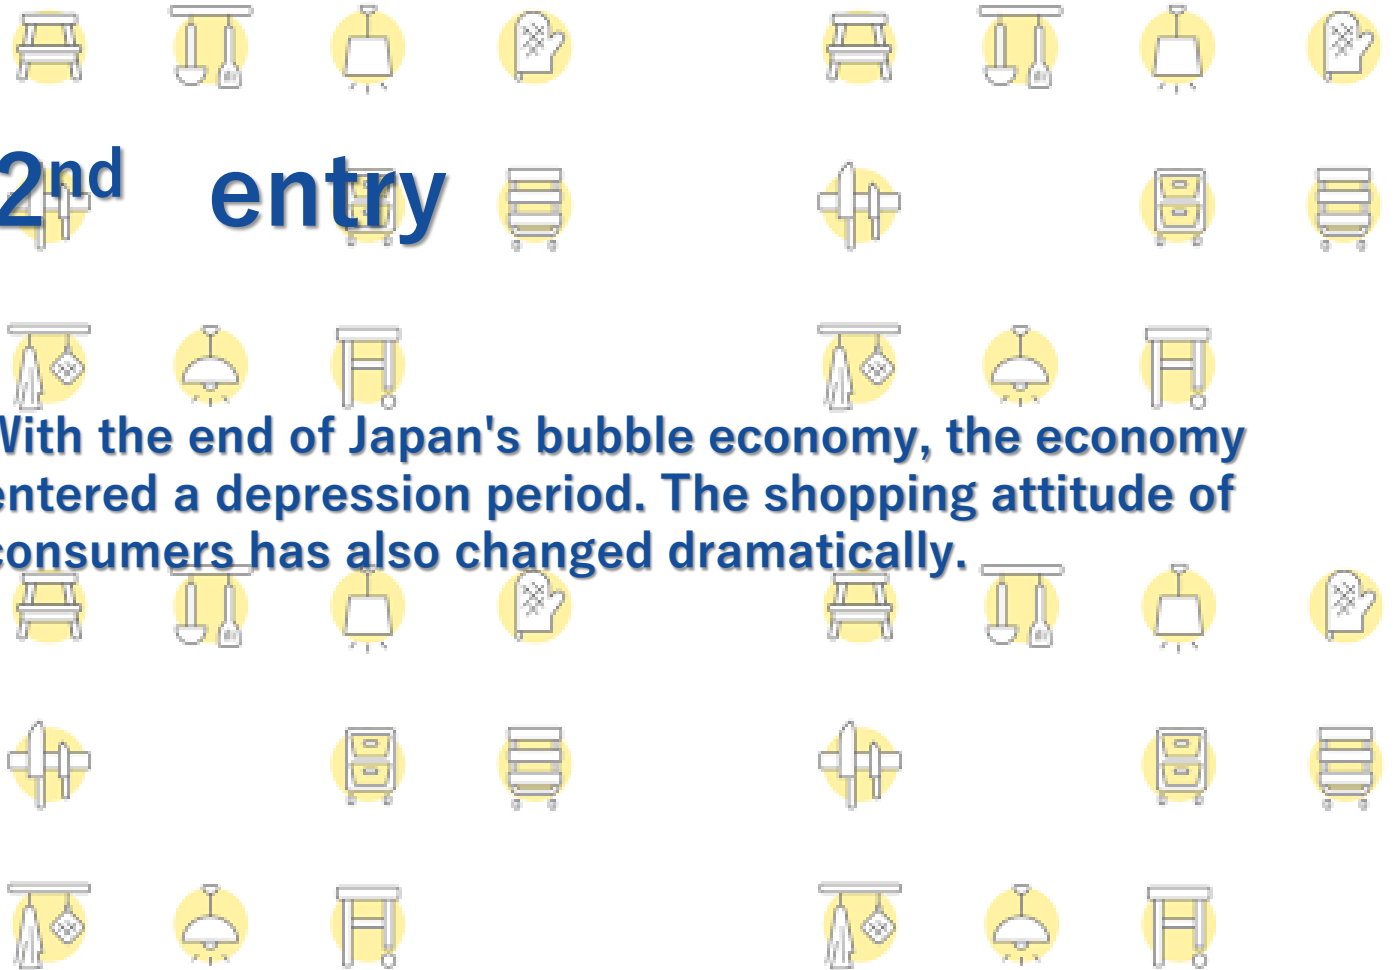 2nd entry
With the end of Japan's bubble economy, the economy
entered a depression period. The shopping attitude of
consumers has also changed dramatically.